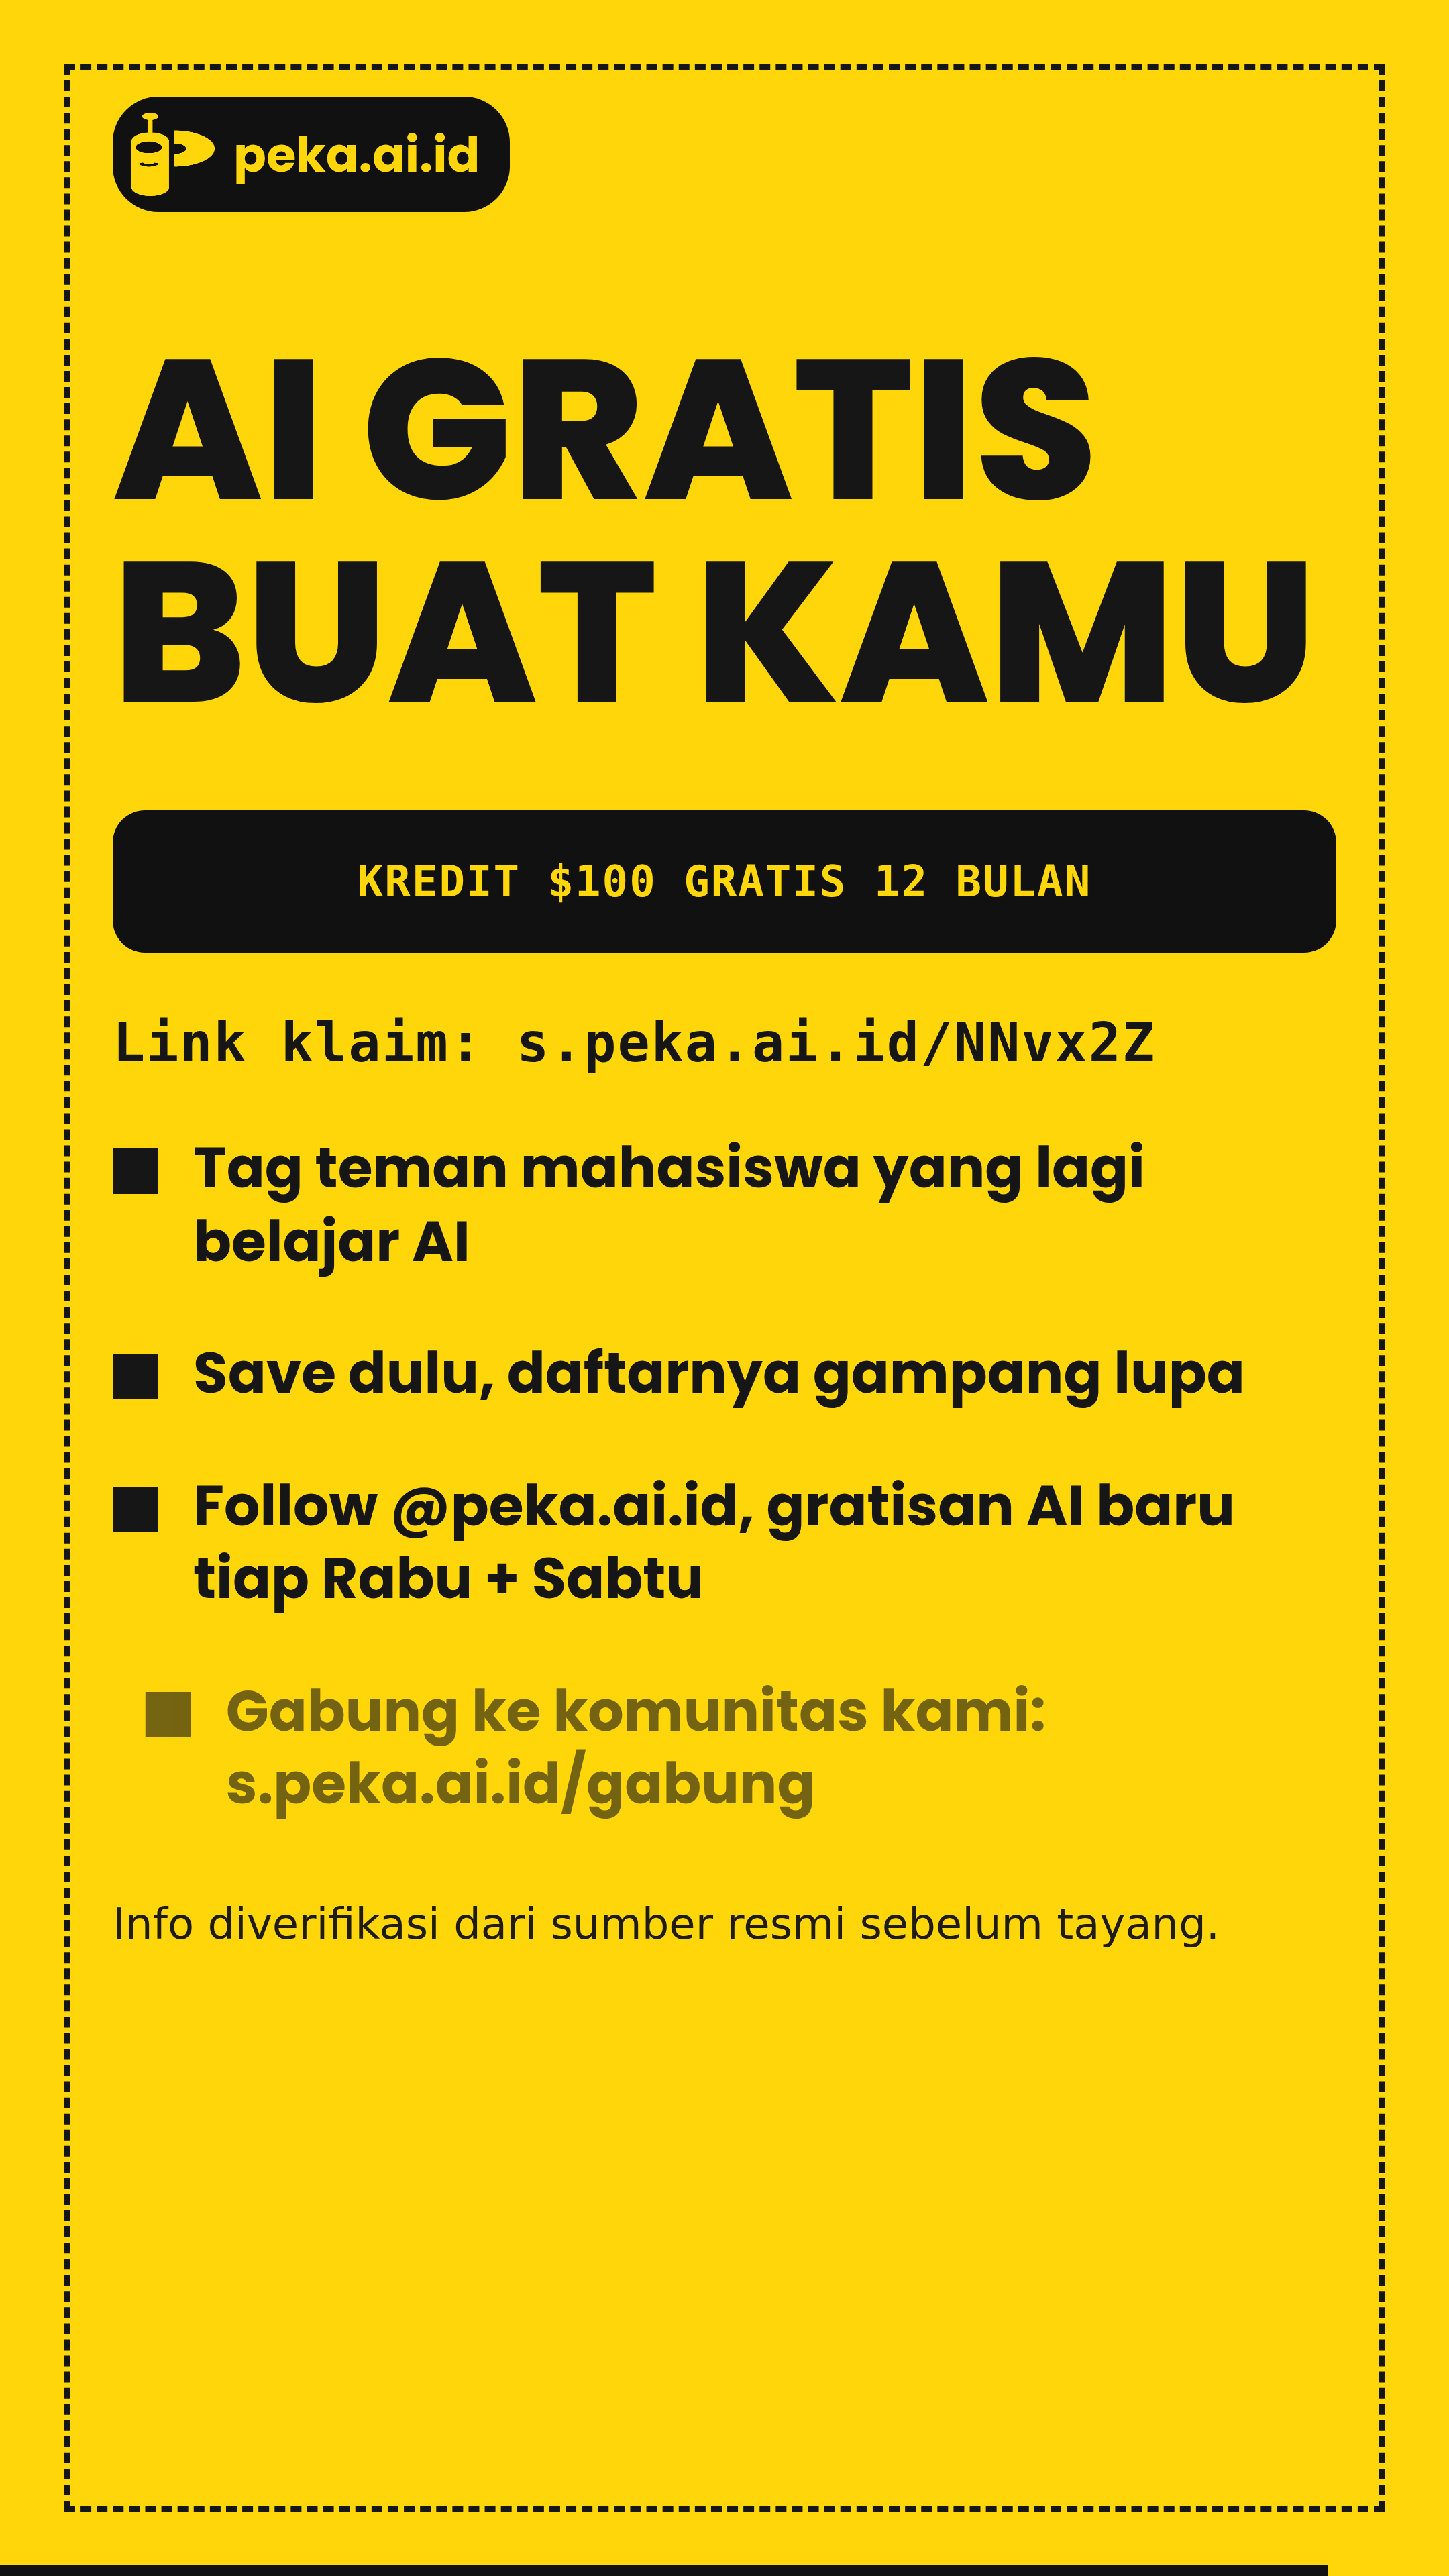 peka.ai.id
AI GRATIS
BUAT KAMU
KREDIT $100 GRATIS 12 BULAN
Link klaim: s.peka.ai.id/NNvx2Z
Tag teman mahasiswa yang lagi
belajar AI
Save dulu, daftarnya gampang lupa
Follow @peka.ai.id, gratisan AI baru
tiap Rabu + Sabtu
Gabung ke komunitas kami:
s.peka.ai.id/gabung
Info diverifikasi dari sumber resmi sebelum tayang.